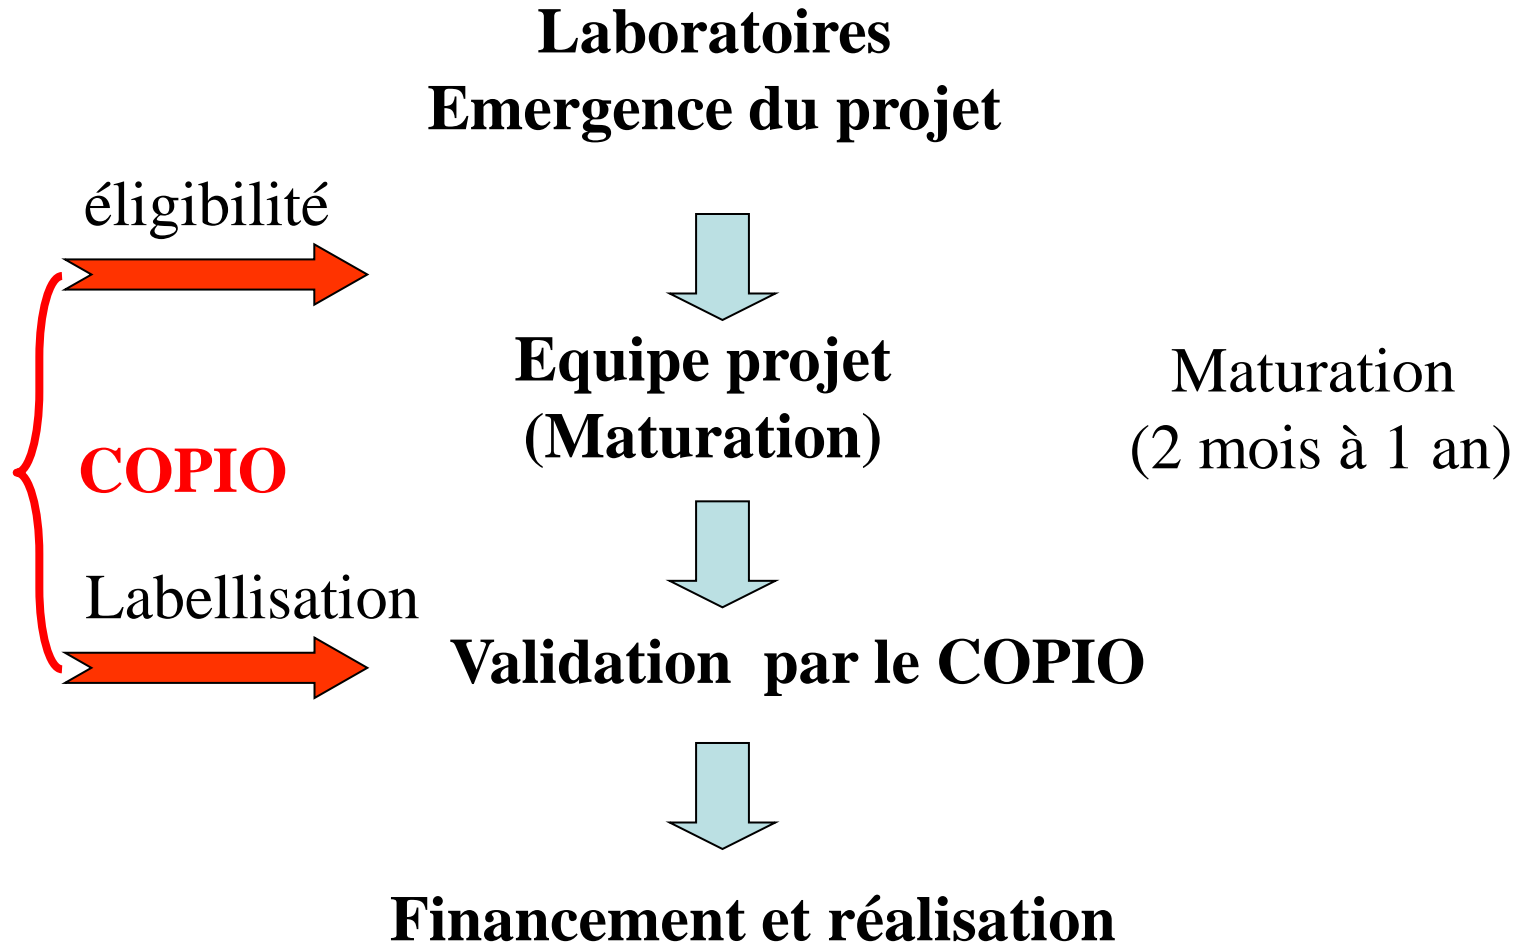 Laboratoires
Emergence du projet
éligibilité
Equipe projet
(Maturation)
Maturation
(2 mois à 1 an)
COPIO
Labellisation
Validation par le COPIO
Financement et réalisation